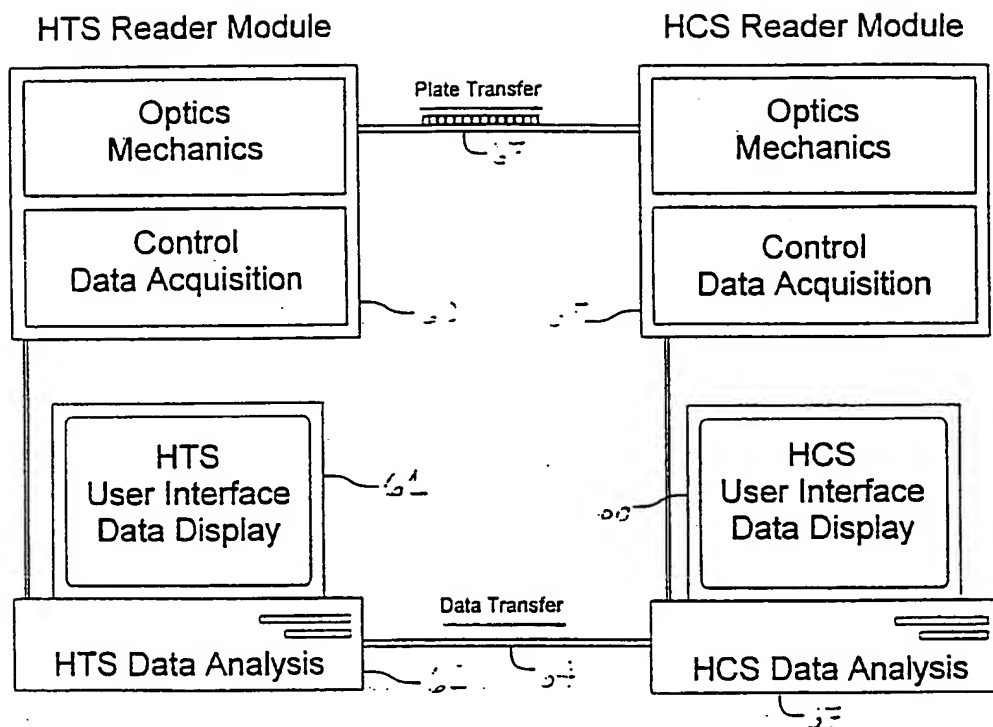 HTS Reader Module
HCS Reader Module
Plate Transfer
Optics
Mechanics
Optics
Mechanics
Control
Data Acquisition
Control
Data Acquisition
HTS
User Interface
Data Display
HCS
User Interface
Data Display
Data Transfer
HTS Data Analysis
HCS Data Analysis